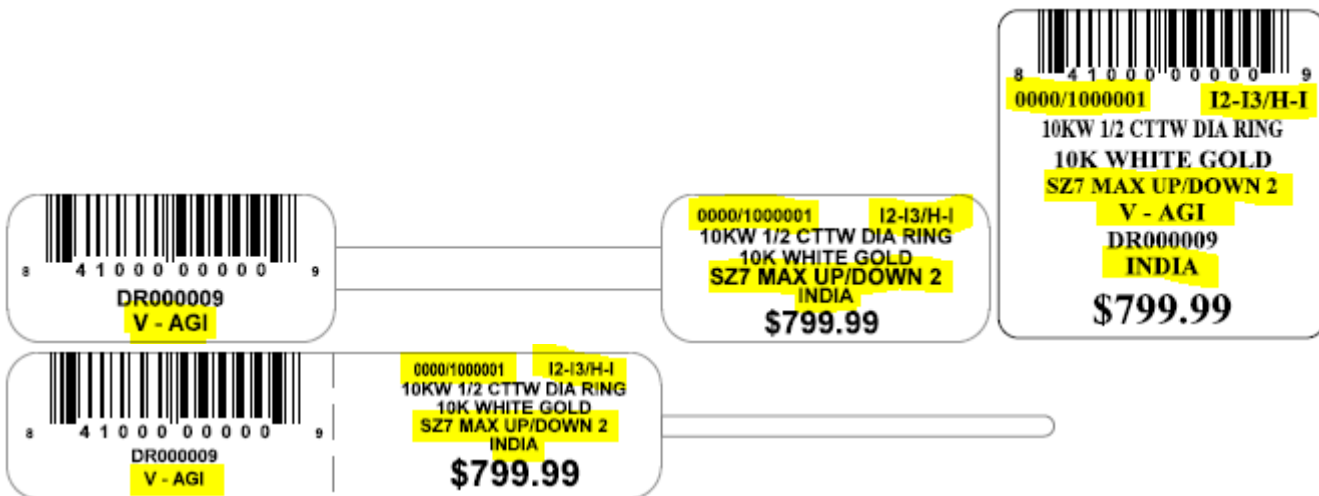 8 41000 00000 9
DR000009
V - AGI
0000/1000001 I2-I3/H-I
10KW 1/2 CTTW DIA RING
10K WHITE GOLD
SZ7 MAX UP/DOWN 2
INDIA
$799.99
8 41000 00000 9
0000/1000001 I2-I3/H-I
10KW 1/2 CTTW DIA RING
10K WHITE GOLD
SZ7 MAX UP/DOWN 2
V - AGI
DR000009
INDIA
$799.99
8 41000 00000 9
DR000009
V - AGI
0000/1000001 I2-I3/H-I
10KW 1/2 CTTW DIA RING
10K WHITE GOLD
SZ7 MAX UP/DOWN 2
INDIA
$799.99